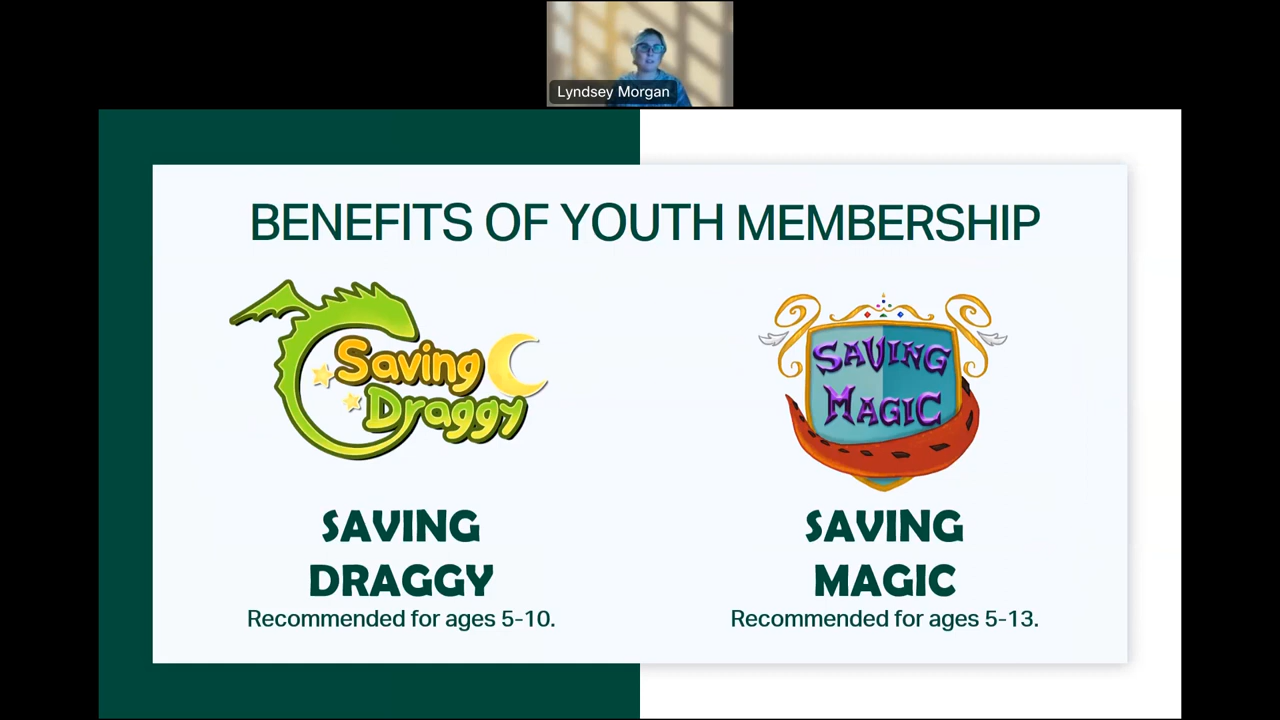 Lyndsey Morgan
BENEFITS OF YOUTH MEMBERSHIP
Saving
Draggy
SAVING
MAGIC
SAVING
DRAGGY
Recommended for ages 5-10.
SAVING
MAGIC
Recommended for ages 5-13.